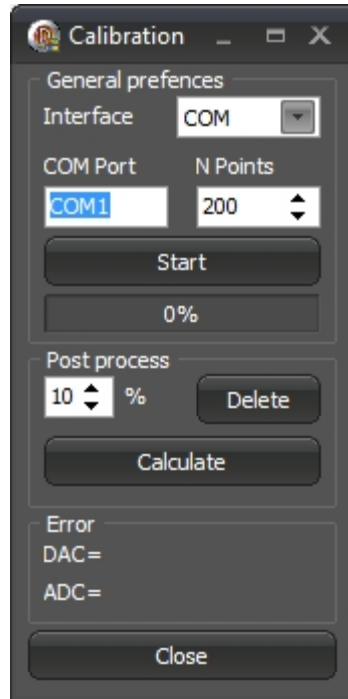 Calibration
General prefences
Interface COM
COM Port N Points
COM1 200
Start
0%
Post process
10 % Delete
Calculate
Error
DAC=
ADC=
Close